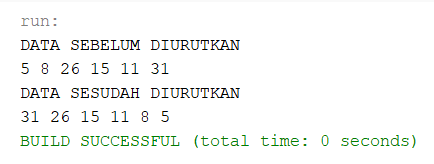 run:
DATA SEBELUM DIURUTKAN
5 8 26 15 11 31
DATA SESUDAH DIURUTKAN
31 26 15 11 8 5
BUILD SUCCESSFUL (total time: 0 seconds)